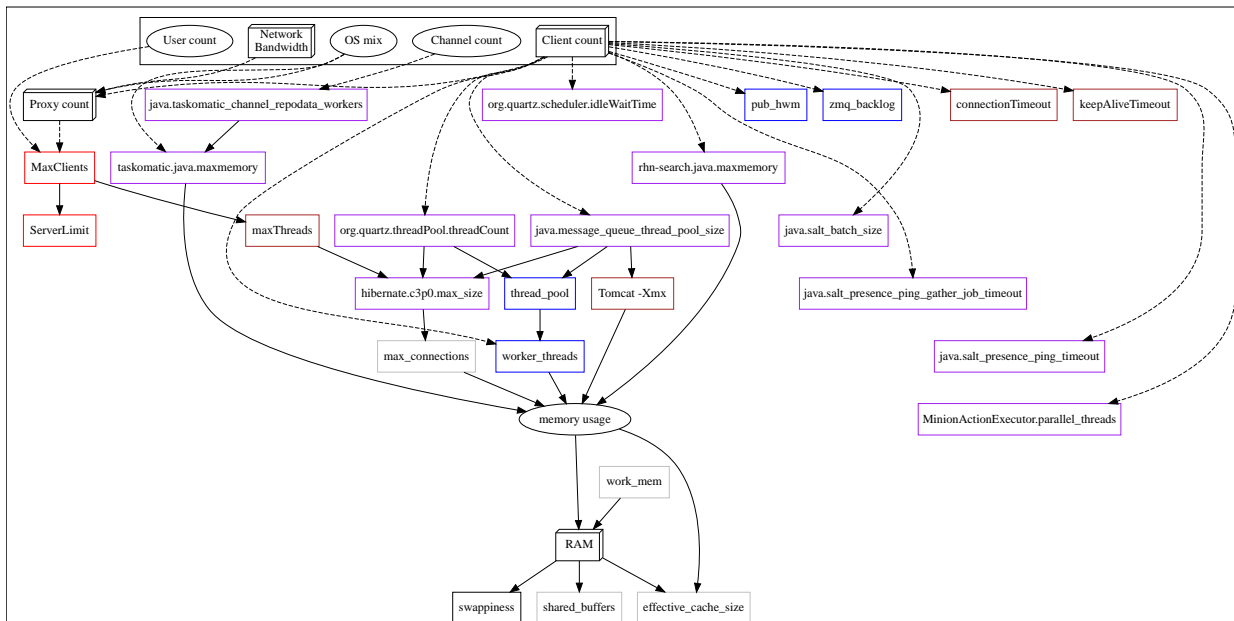 User count
Network
Bandwidth
OS mix
Channel count
Client count
Proxy count
java.taskomatic_channel_repodata_workers
org.quartz.scheduler.idleWaitTime
pub_hwm
zmq_backlog
connectionTimeout
keepAliveTimeout
MaxClients
taskomatic.java.maxmemory
rhn-search.java.maxmemory
ServerLimit
maxThreads
org.quartz.threadPool.threadCount
java.message_queue_thread_pool_size
java.salt_batch_size
hibernate.c3p0.max_size
thread_pool
Tomcat -Xmx
java.salt_presence_ping_gather_job_timeout
max_connections
worker_threads
java.salt_presence_ping_timeout
memory usage
MinionActionExecutor.parallel_threads
work_mem
RAM
swappiness
shared_buffers
effective_cache_size